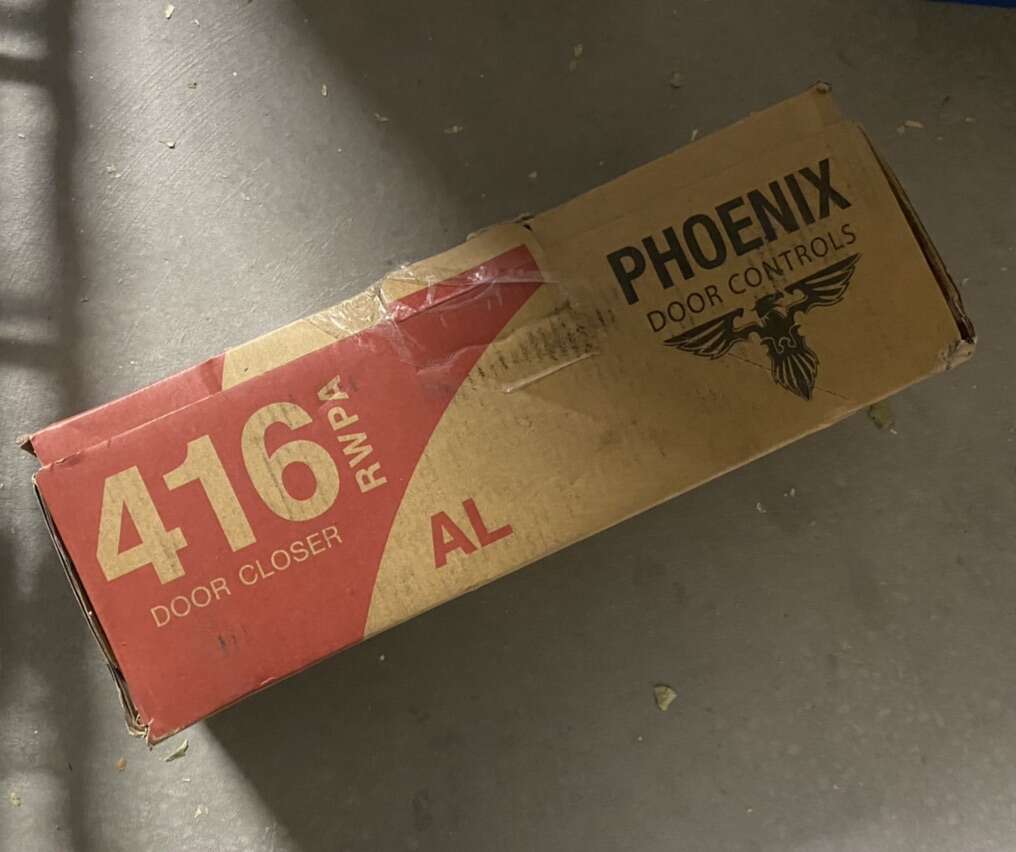 416 RWPA
DOOR CLOSER
AL
PHOENIX
DOOR CONTROLS